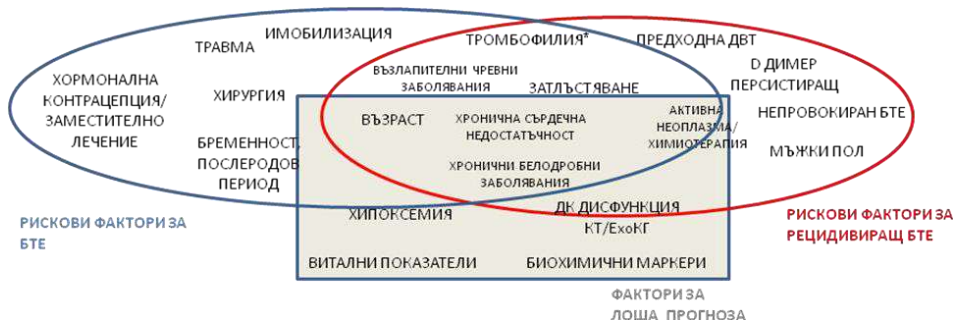 ИМОБИЛИЗАЦИЯ
ТРАВМА
ТРОМБОФИЛИЯ*
ПРЕДХОДНА ДВТ
ХОРМОНАЛНА
КОНТРАЦЕПЦИЯ/
ЗАМЕСТИТЕЛНО
ЛЕЧЕНИЕ
ХИРУРГИЯ
ВЪЗЛАПИТЕЛНИ ЧРЕВНИ
ЗАБОЛЯВАНИЯ
ЗАТЛЪСТЯВАНЕ
D ДИМЕР
ПЕРСИСТИРАЩ
БРЕМЕННОСТ,
ПОСЛЕРОДОВ
ПЕРИОД
ВЪЗРАСТ
ХРОНИЧНА СЪРДЕЧНА
НЕДОСТАТЪЧНОСТ
АКТИВНА
НЕОПЛАЗМА/
ХИМИОТЕРАПИЯ
НЕПРОВОКИРАН БТЕ
МЪЖКИ ПОЛ
ХРОНИЧНИ БЕЛОДРОБНИ
ЗАБОЛЯВАНИЯ
ХИПОКСЕМИЯ
ДК ДИСФУНКЦИЯ
КТ/ЕхоКГ
РИСКОВИ ФАКТОРИ ЗА
БТЕ
РИСКОВИ ФАКТОРИ ЗА
РЕЦИДИВИРАЩ БТЕ
ВИТАЛНИ ПОКАЗАТЕЛИ
БИОХИМИЧНИ МАРКЕРИ
ФАКТОРИ ЗА
ЛОША ПРОГНОЗА